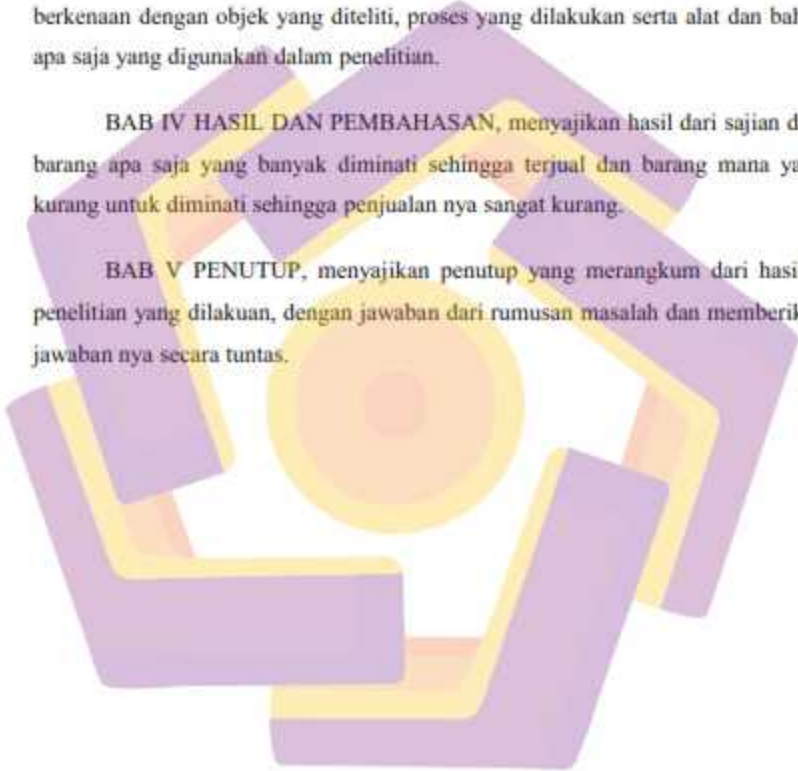 berkenaan dengan objek yang diteliti, proses yang dilakukan serta alat dan bah
apa saja yang digunakan dalam penelitian.
BAB IV HASIL DAN PEMBAHASAN, menyajikan hasil dari sajian d
barang apa saja yang banyak diminati sehingga terjual dan barang mana ya
kurang untuk diminati sehingga penjualan nya sangat kurang.
BAB V PENUTUP, menyajikan penutup yang merangkum dari hasi
penelitian yang dilakuan, dengan jawaban dari rumusan masalah dan memberik
jawaban nya secara tuntas.